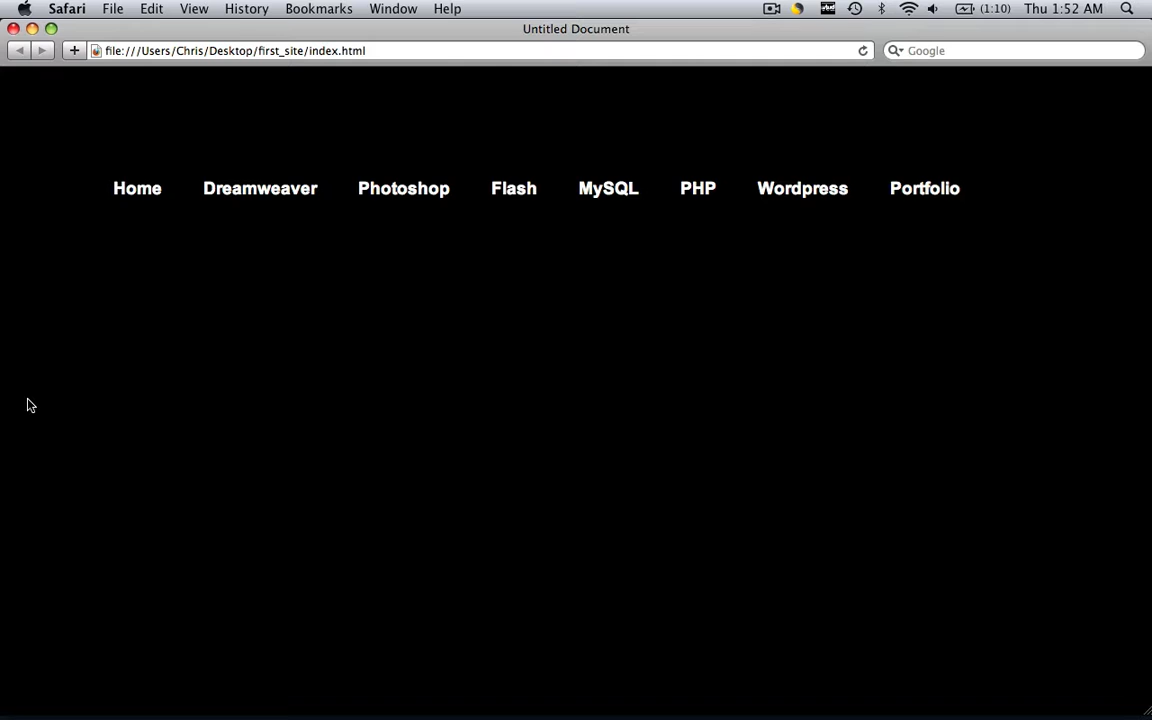 Safari File Edit View History Bookmarks Window Help (1:10) Thu 1:52 AM
Untitled Document
file:///Users/Chris/Desktop/first_site/index.html Google
Home Dreamweaver Photoshop Flash MySQL PHP Wordpress Portfolio